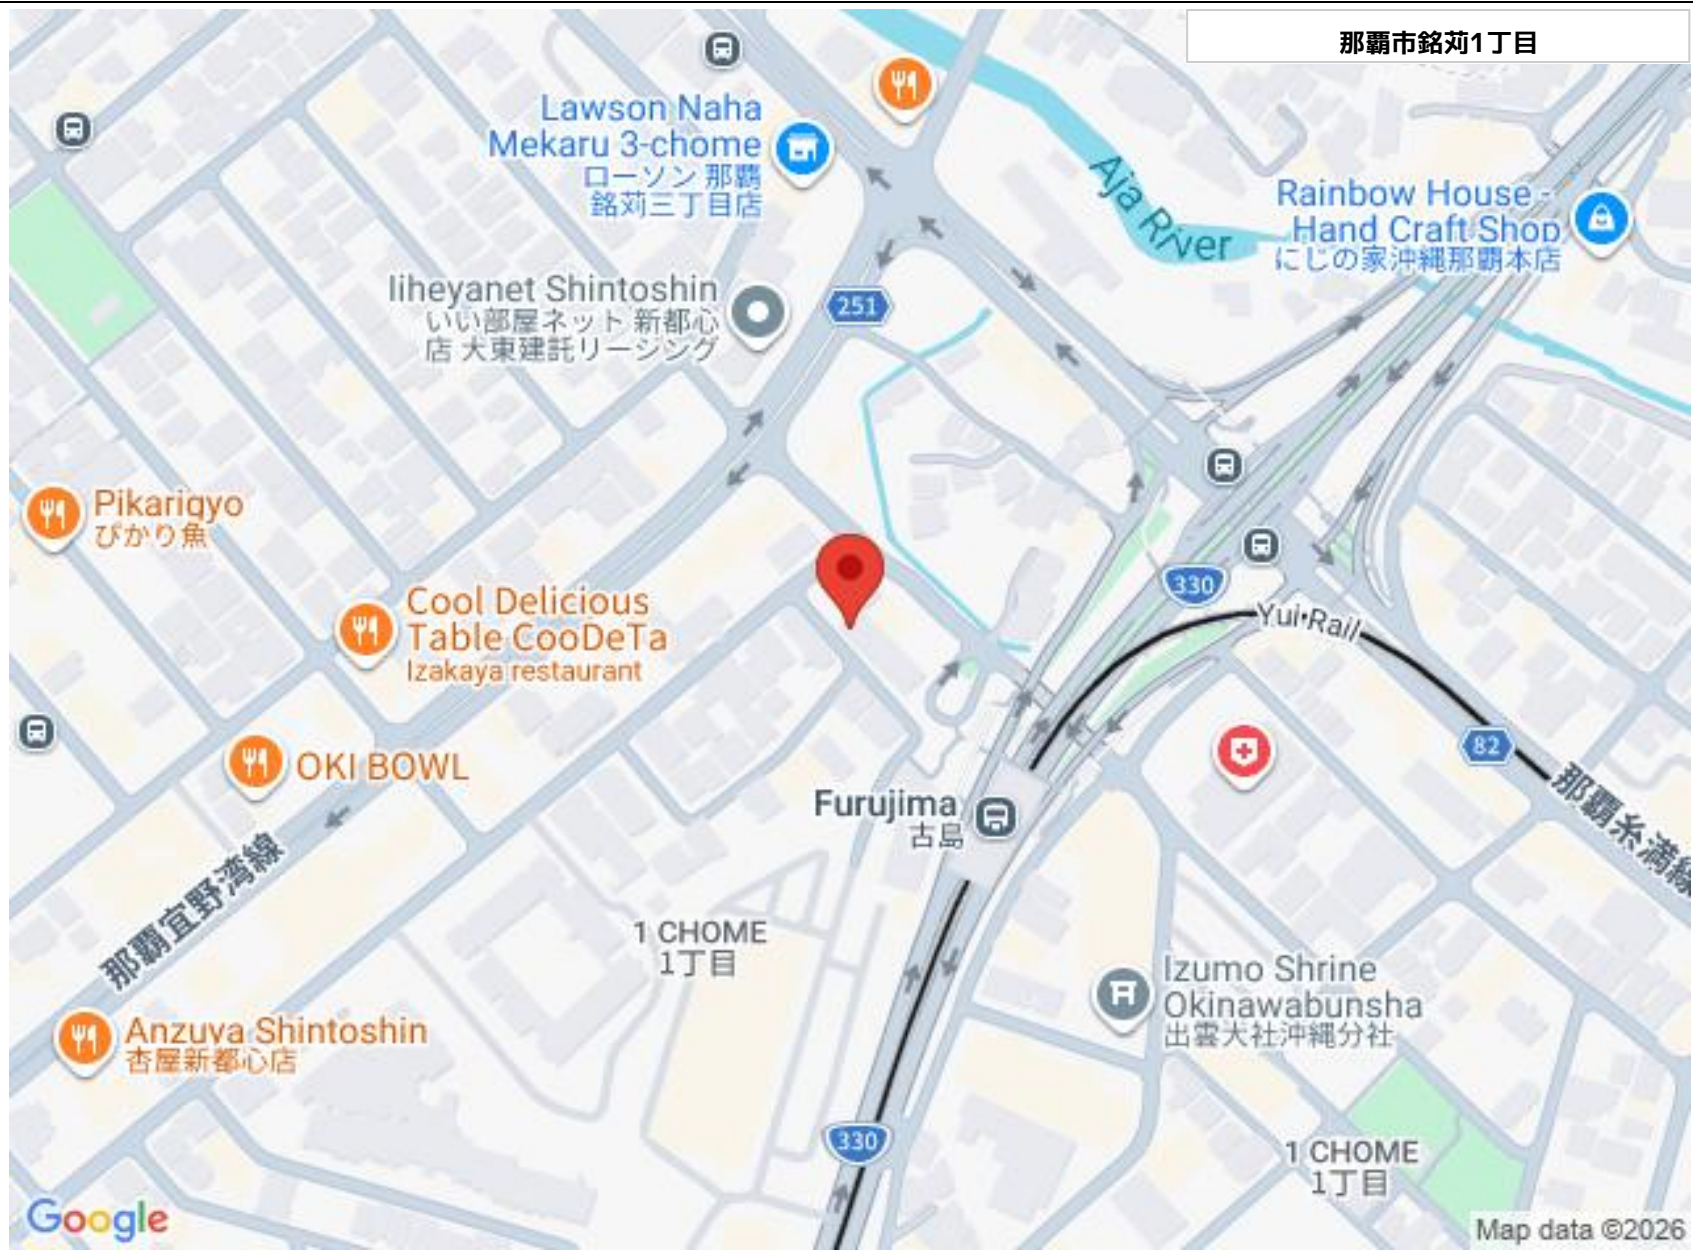 那覇市銘苅1丁目
Lawson Naha
Mekaru 3-chome
ローソン 那覇
銘苅三丁目店
Aja River
Rainbow House -
Hand Craft Shop
にじの家沖縄那覇本店
Iiheyanet Shintoshin
いい部屋ネット 新都心
店 大東建託リーシング
251
Pikarigyo
ぴかり魚
330
Yui Rail
Cool Delicious
Table CooDeTa
Izakaya restaurant
82
OKI BOWL
那覇糸満線
Furujima
古島
那覇宜野湾線
1 CHOME
1丁目
Izumo Shrine
Okinawabunsha
出雲大社沖縄分社
Anzuya Shintoshin
杏屋新都心店
330
1 CHOME
1丁目
Google
Map data ©2026